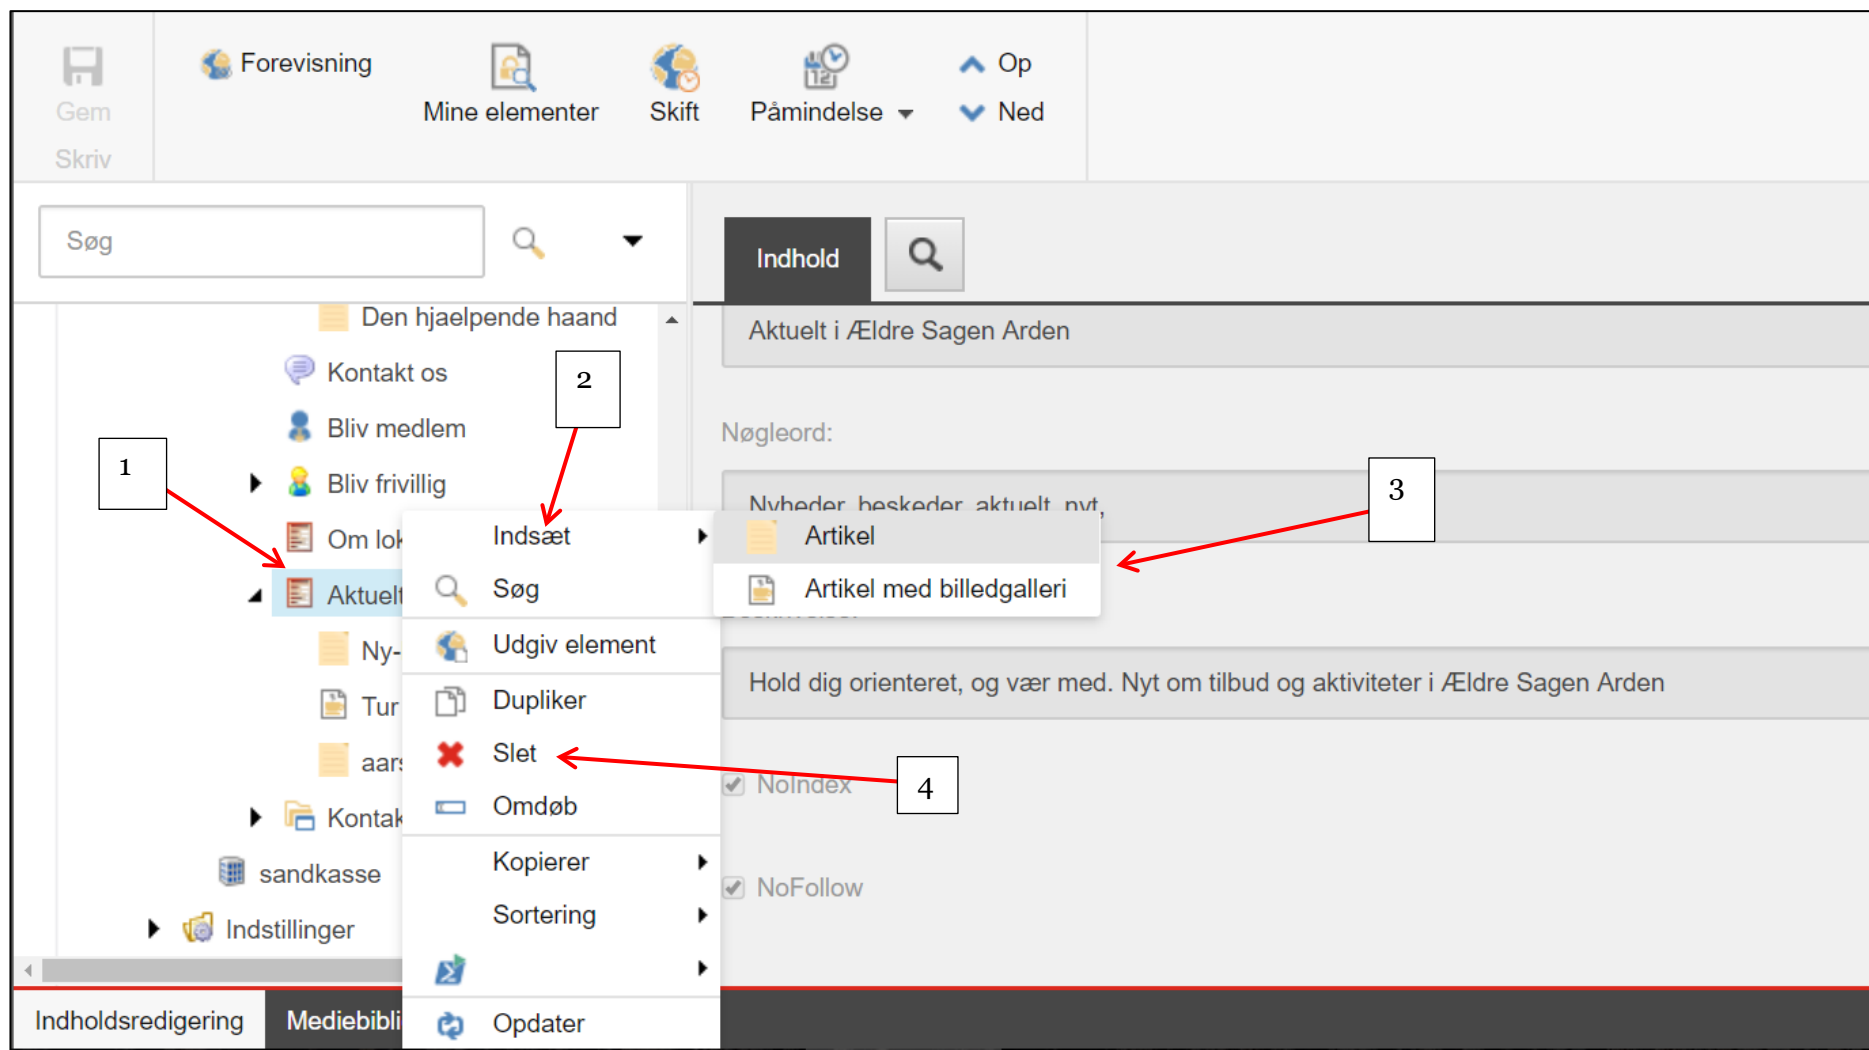 Gem
Skriv
Forevisning
Mine elementer
Skift
12
Påmindelse
Op
Ned
Søg
Indhold
Den hjaelpende haand
Kontakt os
Bliv medlem
Bliv frivillig
Om lok
Aktuelt
Ny-
Tur
aars
Kontak
sandkasse
Indstillinger
1
2
3
4
Indsæt
Søg
Udgiv element
Dupliker
Slet
Omdøb
Kopierer
Sortering
Opdater
Artikel
Artikel med billedgalleri
Aktuelt i Ældre Sagen Arden
Nøgleord:
Nyheder, beskeder, aktuelt, nyt,
Hold dig orienteret, og vær med. Nyt om tilbud og aktiviteter i Ældre Sagen Arden
NoIndex
NoFollow
Indholdsredigering
Mediebibli